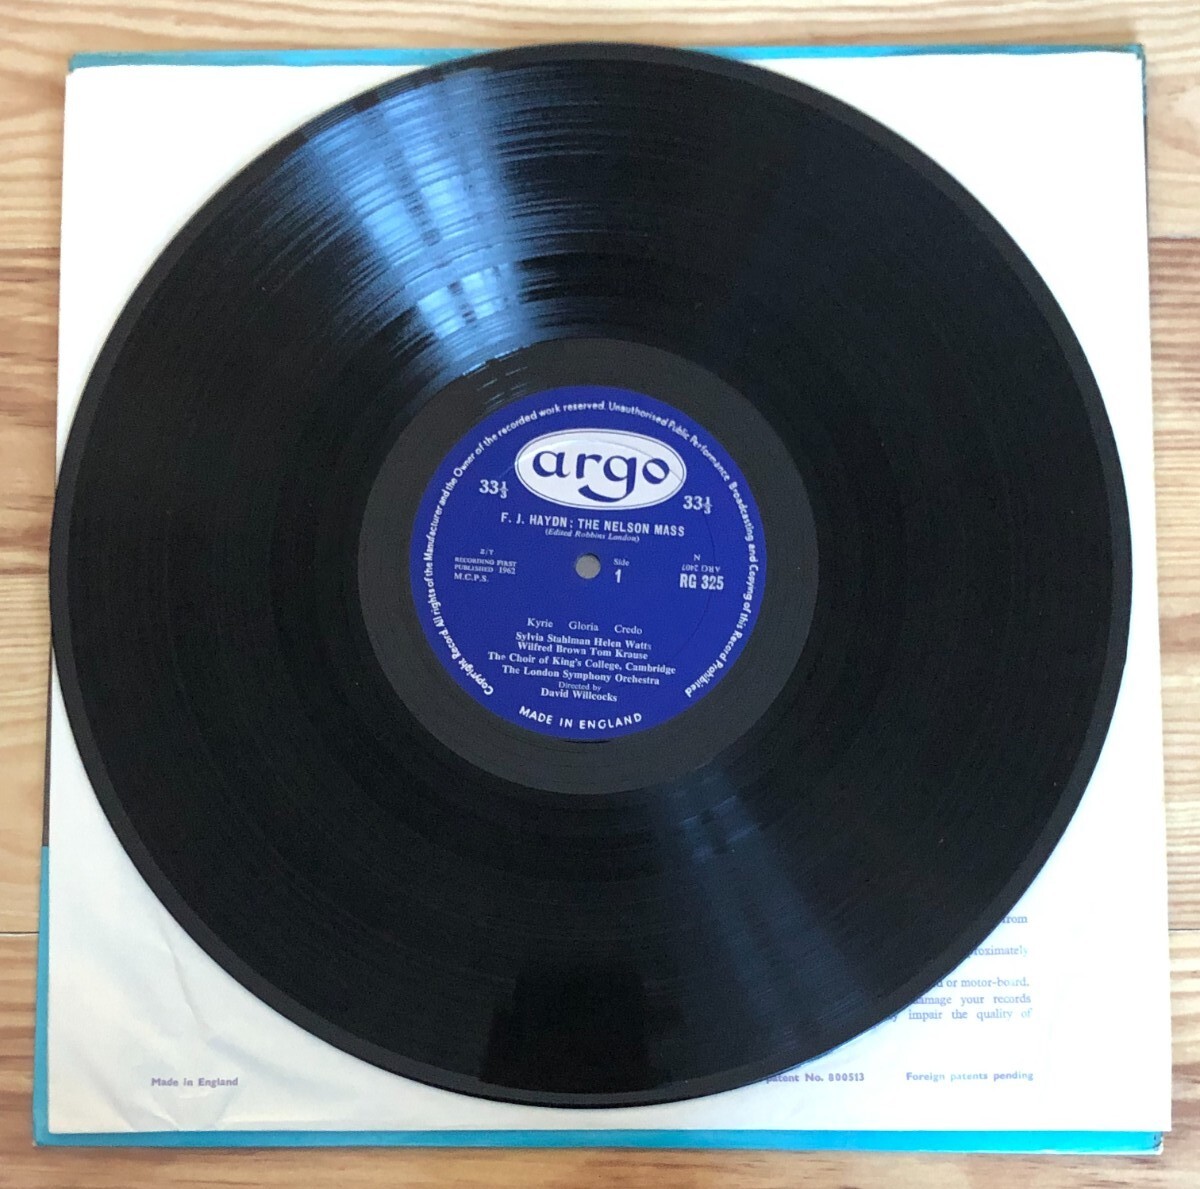 Copyright Record All rights of the Manufacturer and the Owner of the recorded work reserved. Unauthorised Public Performance Broadcasting and Copying of this Record Prohibited
argo
33⅓
33⅓
F. J. HAYDN: THE NELSON MASS
(Edited Robbins London)
RECORDING FIRST
PUBLISHED 1962
M.C.P.S.
Side
1
N
ARG 2407
RG 325
Kyrie Gloria Credo
Sylvia Stahlman Helen Watts
Wilfred Brown Tom Krause
The Choir of King's College, Cambridge
The London Symphony Orchestra
Directed by
David Willcocks
MADE IN ENGLAND
from
or motor-board.
your records
impair the quality of
Made in England
No. 800513 Foreign patents pending